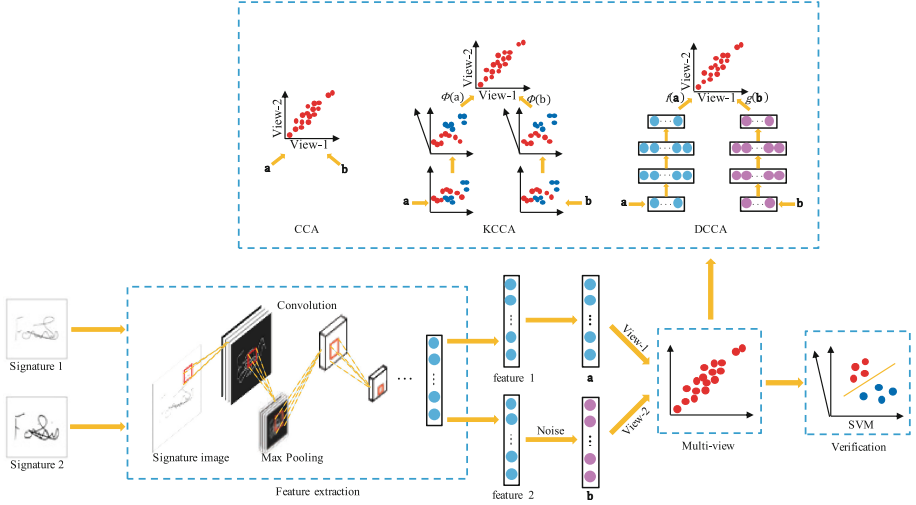 View-2
View-1
a
b
CCA
View-2
View-1
Φ(a)
Φ(b)
a
b
KCCA
View-2
View-1
f(a)
g(b)
a
b
DCCA
Signature 1
Signature 2
Convolution
Signature image
Max Pooling
Feature extraction
feature 1
a
Noise
feature 2
b
View-1
View-2
Multi-view
SVM
Verification